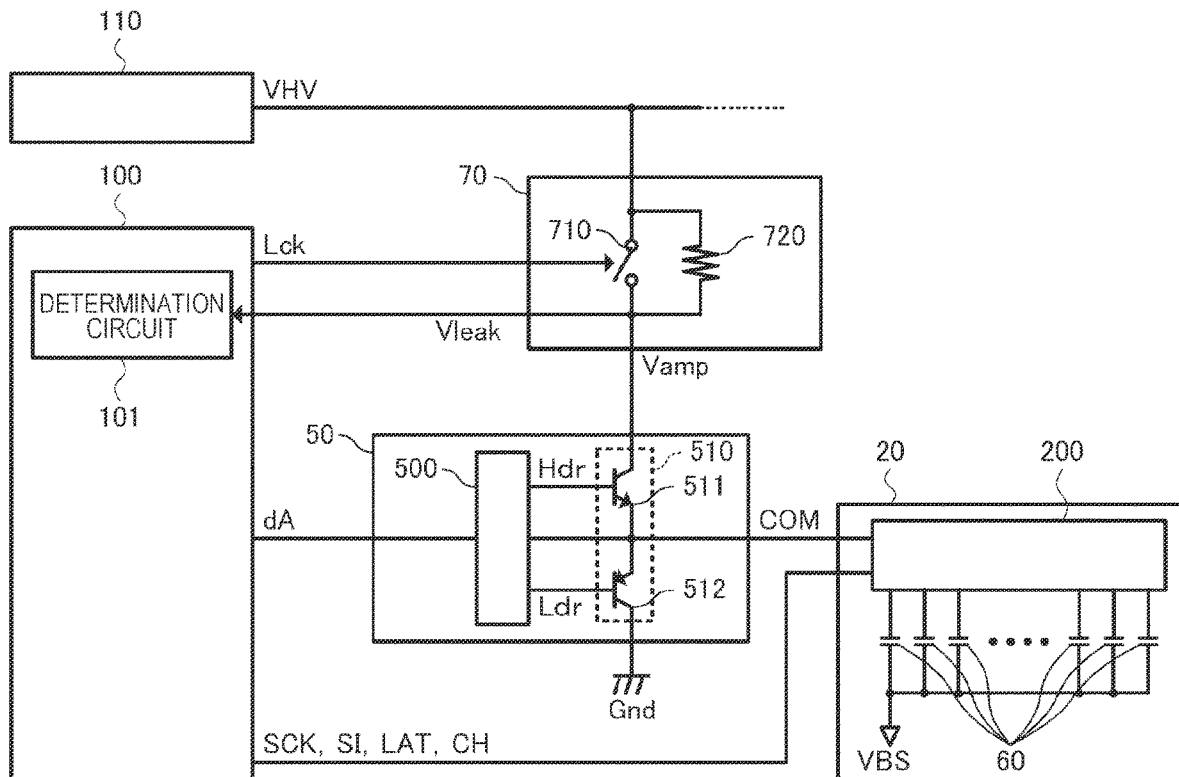 110
VHV
100
70
710
720
Lck
DETERMINATION
CIRCUIT
Vleak
101
Vamp
50
500
Hdr
510
511
20
200
dA
COM
Ldr
512
Gnd
SCK, SI, LAT, CH
VBS
60